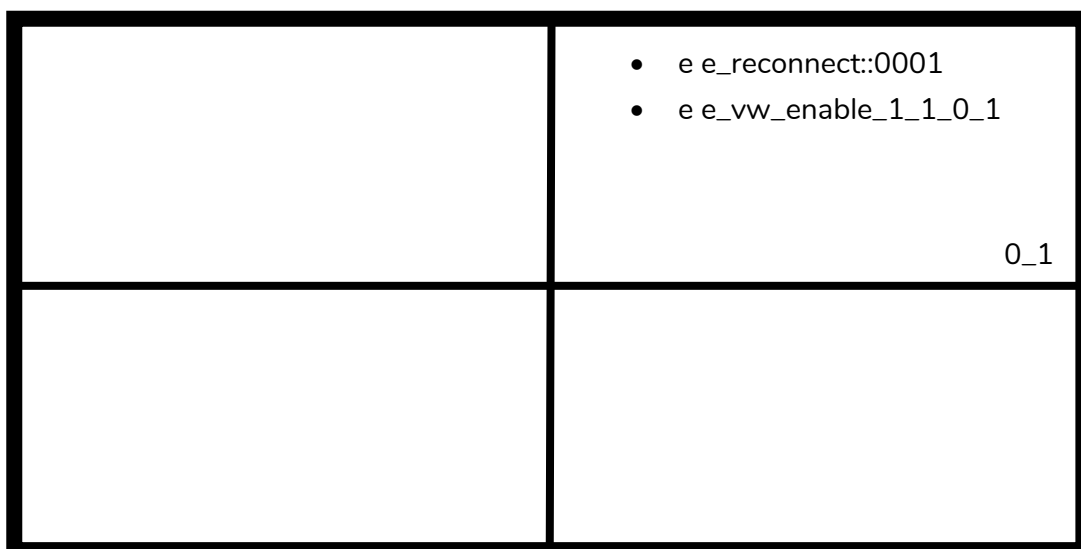 • e e_reconnect::0001
• e e_vw_enable_1_1_0_1
0_1